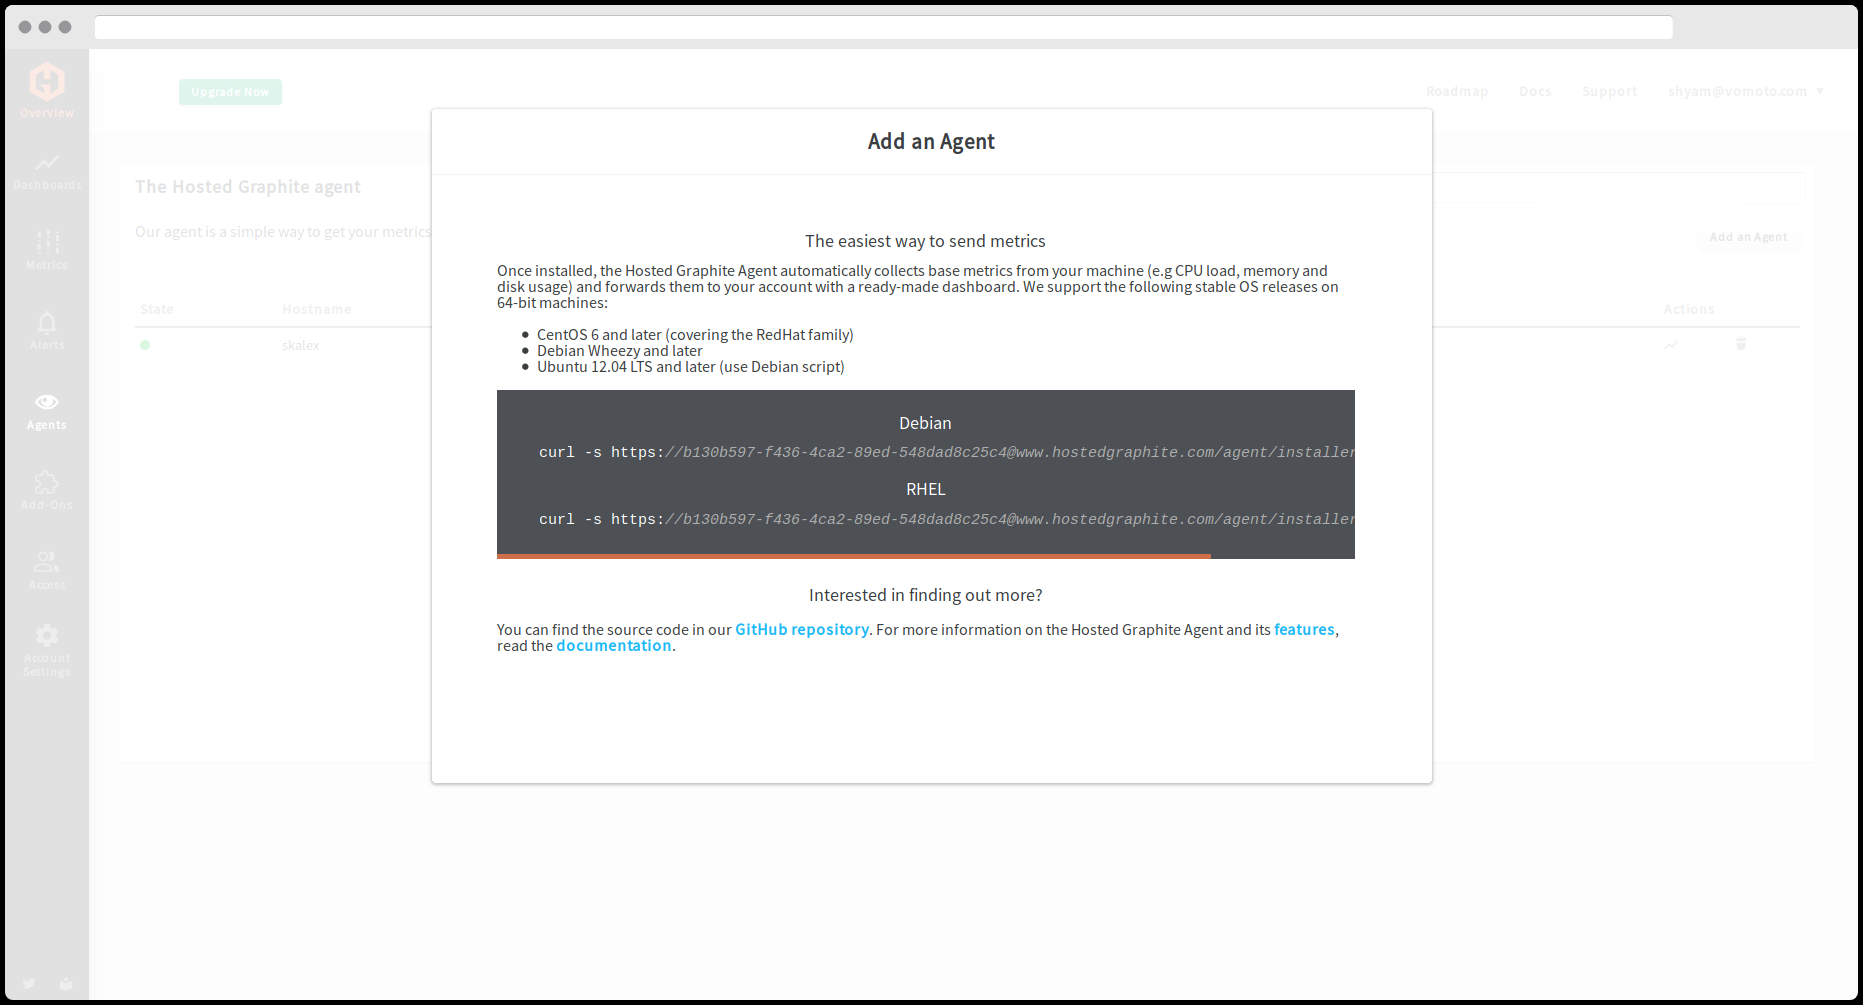 Overview
Dashboards
Metrics
Alerts
Agents
Add-Ons
Access
Account
Settings
Upgrade Now
Roadmap Docs Support shyam@vomoto.com
The Hosted Graphite agent
Our agent is a simple way to get your metrics
Add an Agent
State Hostname Actions
skalex
Add an Agent
The easiest way to send metrics
Once installed, the Hosted Graphite Agent automatically collects base metrics from your machine (e.g CPU load, memory and
disk usage) and forwards them to your account with a ready-made dashboard. We support the following stable OS releases on
64-bit machines:
CentOS 6 and later (covering the RedHat family)
Debian Wheezy and later
Ubuntu 12.04 LTS and later (use Debian script)
Debian
curl -s https://b130b597-f436-4ca2-89ed-548dad8c25c4@www.hostedgraphite.com/agent/installer
RHEL
curl -s https://b130b597-f436-4ca2-89ed-548dad8c25c4@www.hostedgraphite.com/agent/installer
Interested in finding out more?
You can find the source code in our GitHub repository. For more information on the Hosted Graphite Agent and its features,
read the documentation.